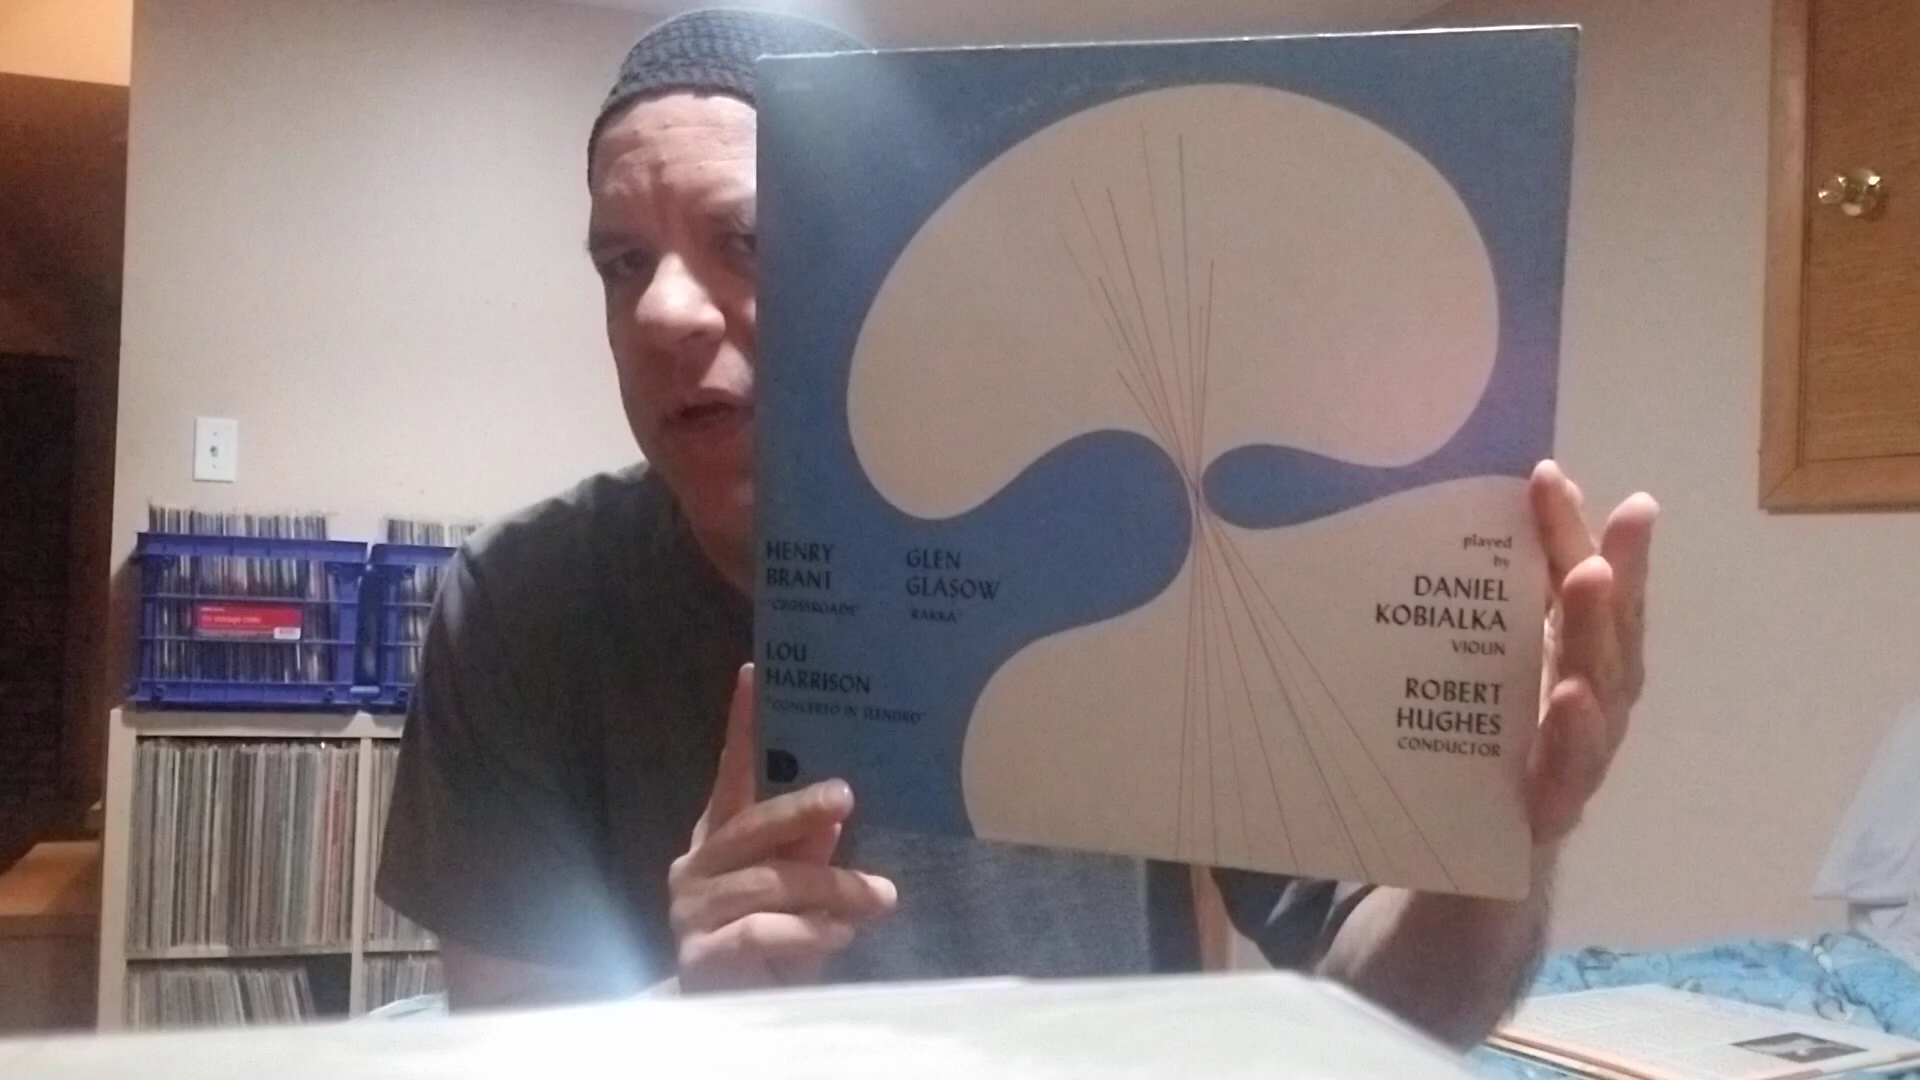 HENRY
BRANT
"CROSSROADS"
GLEN
GLASOW
"RAKKA"
LOU
HARRISON
"CONCERTO IN SLENDRO"
played
by
DANIEL
KOBIALKA
VIOLIN
ROBERT
HUGHES
CONDUCTOR